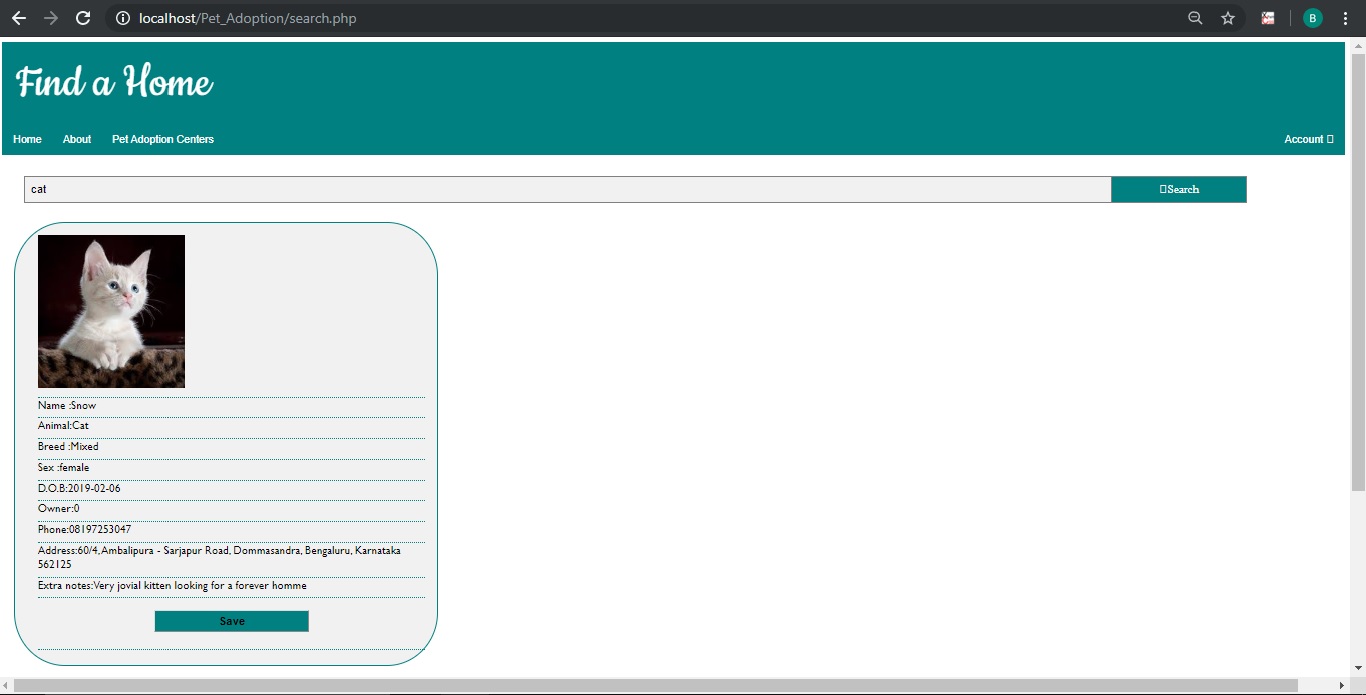 localhost/Pet_Adoption/search.php
B
Find a Home
Home About Pet Adoption Centers Account
cat
Search
Name :Snow
Animal:Cat
Breed :Mixed
Sex :female
D.O.B:2019-02-06
Owner:0
Phone:08197253047
Address:60/4,Ambalipura - Sarjapur Road, Dommasandra, Bengaluru, Karnataka
562125
Extra notes:Very jovial kitten looking for a forever homme
Save